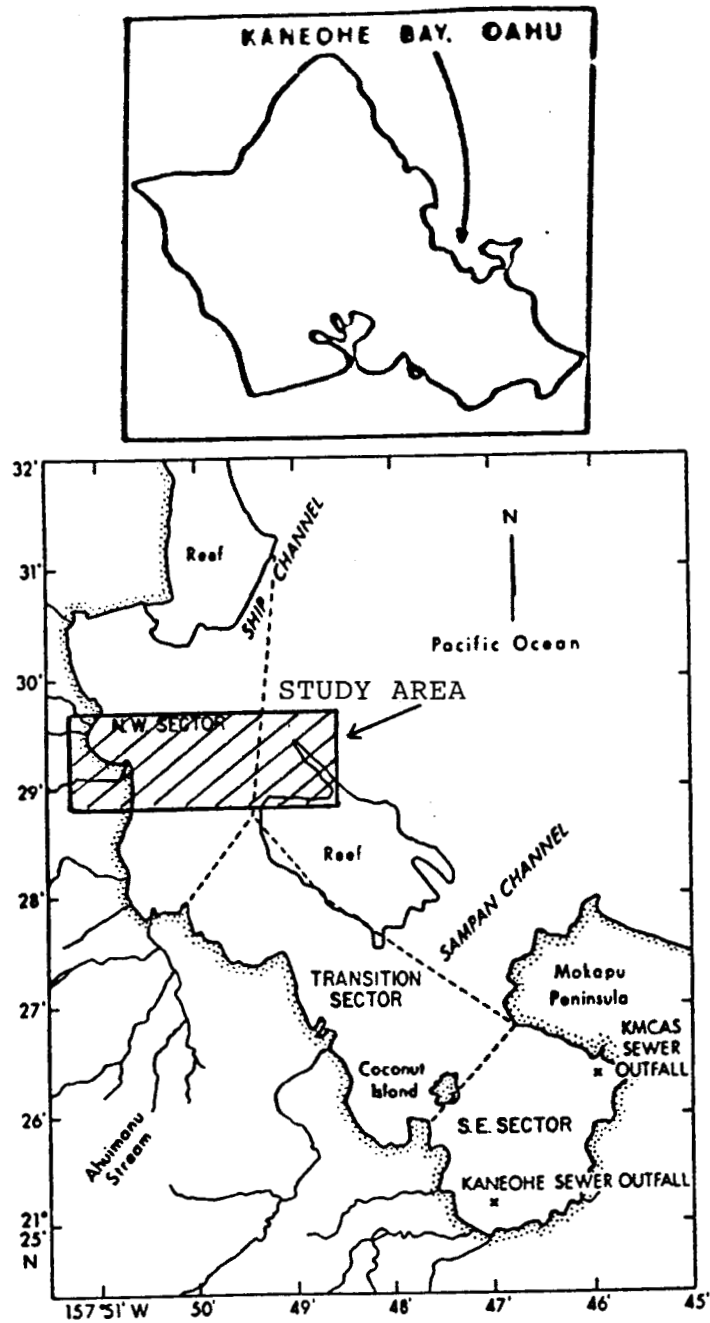 KANEOHE BAY, OAHU
32'
31'
30'
29'
28'
27'
26'
21°
25'
N
Reef
SHIP CHANNEL
N
Pacific Ocean
STUDY AREA
N.W. SECTOR
Reef
SAMPAN CHANNEL
TRANSITION
SECTOR
Mokapu
Peninsula
KMCAS
SEWER
OUTFALL
Coconut
Island
S.E. SECTOR
Ahuimanu
Stream
KANEOHE SEWER OUTFALL
157°51' W
50'
49'
48'
47'
46'
45'